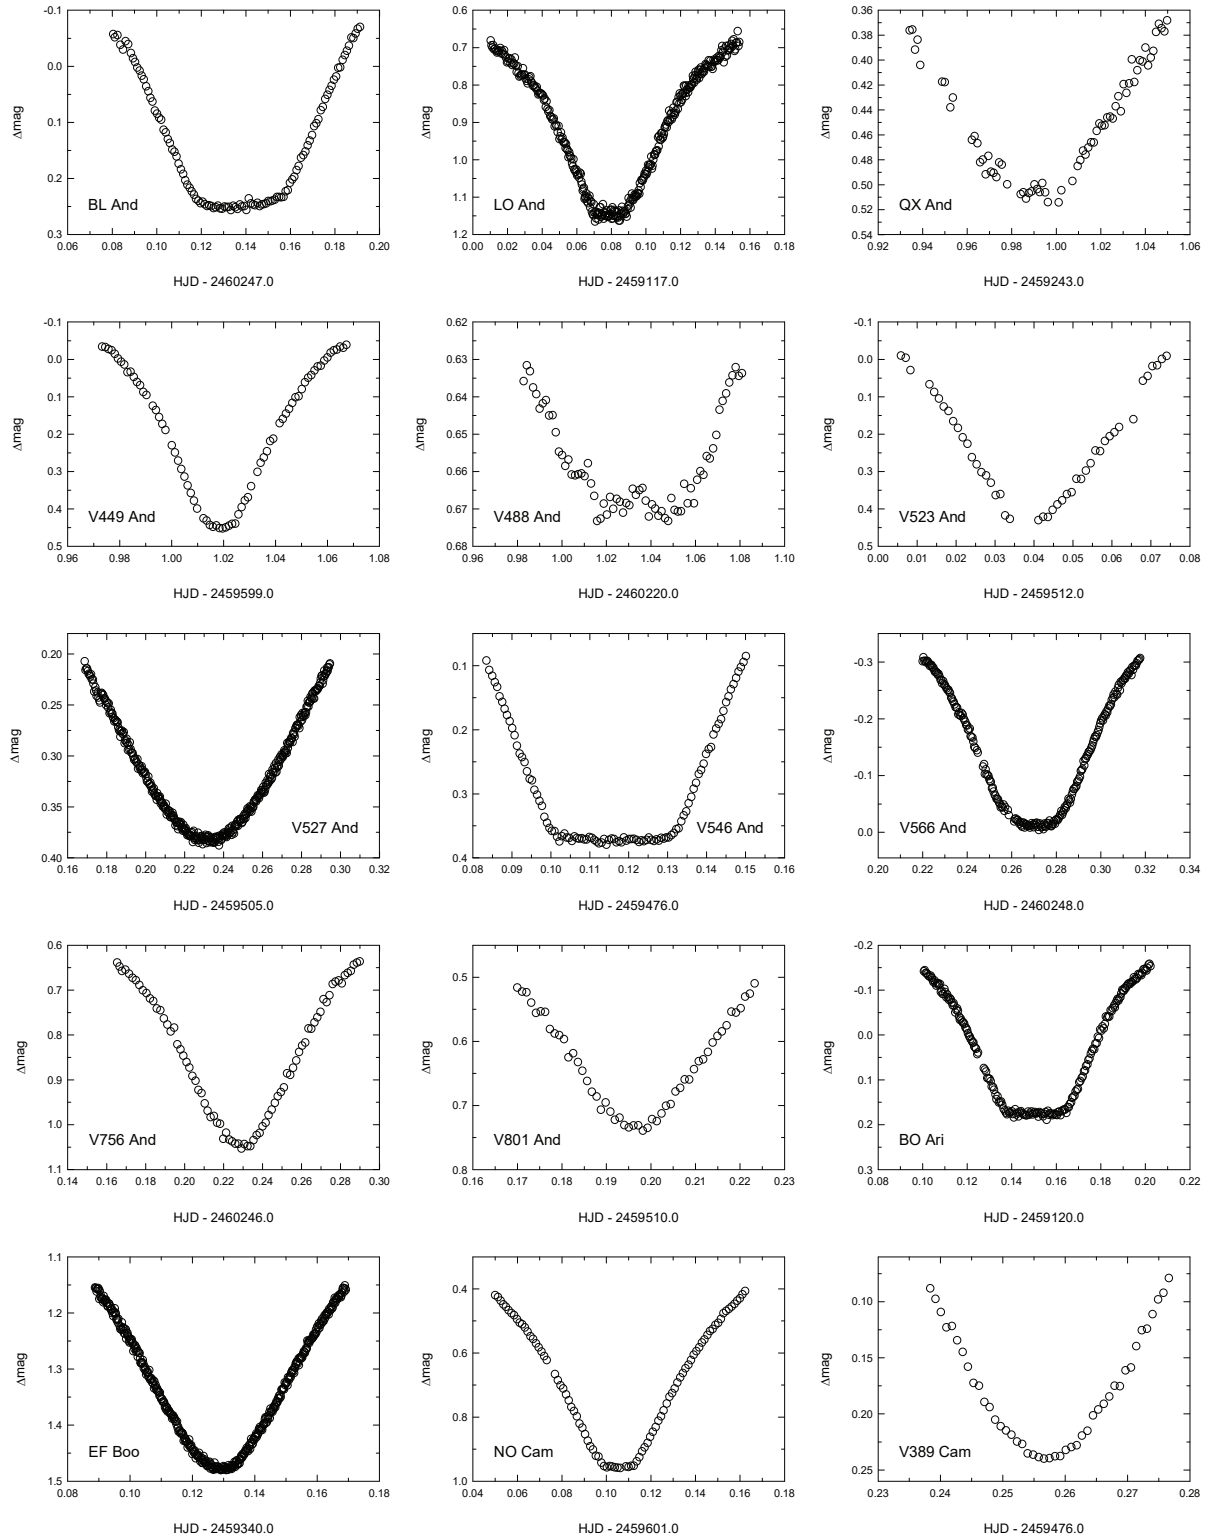 Δmag
-0.1
0.0
0.1
0.2
0.3
BL And
0.06 0.08 0.10 0.12 0.14 0.16 0.18 0.20
HJD - 2460247.0
Δmag
0.6
0.7
0.8
0.9
1.0
1.1
1.2
LO And
0.00 0.02 0.04 0.06 0.08 0.10 0.12 0.14 0.16 0.18
HJD - 2459117.0
Δmag
0.36
0.38
0.40
0.42
0.44
0.46
0.48
0.50
0.52
0.54
QX And
0.92 0.94 0.96 0.98 1.00 1.02 1.04 1.06
HJD - 2459243.0
Δmag
-0.1
0.0
0.1
0.2
0.3
0.4
0.5
V449 And
0.96 0.98 1.00 1.02 1.04 1.06 1.08
HJD - 2459599.0
Δmag
0.62
0.63
0.64
0.65
0.66
0.67
0.68
V488 And
0.96 0.98 1.00 1.02 1.04 1.06 1.08 1.10
HJD - 2460220.0
Δmag
-0.1
0.0
0.1
0.2
0.3
0.4
0.5
V523 And
0.00 0.01 0.02 0.03 0.04 0.05 0.06 0.07 0.08
HJD - 2459512.0
Δmag
0.20
0.25
0.30
0.35
0.40
V527 And
0.16 0.18 0.20 0.22 0.24 0.26 0.28 0.30 0.32
HJD - 2459505.0
Δmag
0.1
0.2
0.3
0.4
V546 And
0.08 0.09 0.10 0.11 0.12 0.13 0.14 0.15 0.16
HJD - 2459476.0
Δmag
-0.3
-0.2
-0.1
0.0
V566 And
0.20 0.22 0.24 0.26 0.28 0.30 0.32 0.34
HJD - 2460248.0
Δmag
0.6
0.7
0.8
0.9
1.0
1.1
V756 And
0.14 0.16 0.18 0.20 0.22 0.24 0.26 0.28 0.30
HJD - 2460246.0
Δmag
0.5
0.6
0.7
0.8
V801 And
0.16 0.17 0.18 0.19 0.20 0.21 0.22 0.23
HJD - 2459510.0
Δmag
-0.2
-0.1
0.0
0.1
0.2
0.3
BO Ari
0.08 0.10 0.12 0.14 0.16 0.18 0.20 0.22
HJD - 2459120.0
Δmag
1.1
1.2
1.3
1.4
1.5
EF Boo
0.08 0.10 0.12 0.14 0.16 0.18
HJD - 2459340.0
Δmag
0.4
0.6
0.8
1.0
NO Cam
0.04 0.06 0.08 0.10 0.12 0.14 0.16 0.18
HJD - 2459601.0
Δmag
0.10
0.15
0.20
0.25
V389 Cam
0.23 0.24 0.25 0.26 0.27 0.28
HJD - 2459476.0